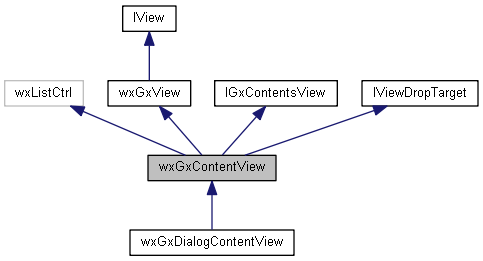 IView
wxListCtrl
wxGxView
IGxContentsView
IViewDropTarget
wxGxContentView
wxGxDialogContentView